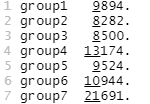 1 group1 9894.
2 group2 8282.
3 group3 8500.
4 group4 13174.
5 group5 9524.
6 group6 10944.
7 group7 21691.